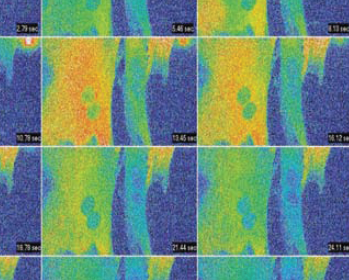 2.79 sec
5.46 sec
8.13 sec
10.78 sec
13.45 sec
16.12 sec
18.78 sec
21.44 sec
24.11 sec